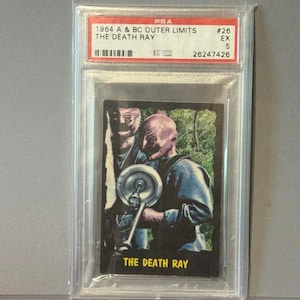 PSA
1964 A & BC OUTER LIMITS #26
THE DEATH RAY EX
5
26247426
THE DEATH RAY